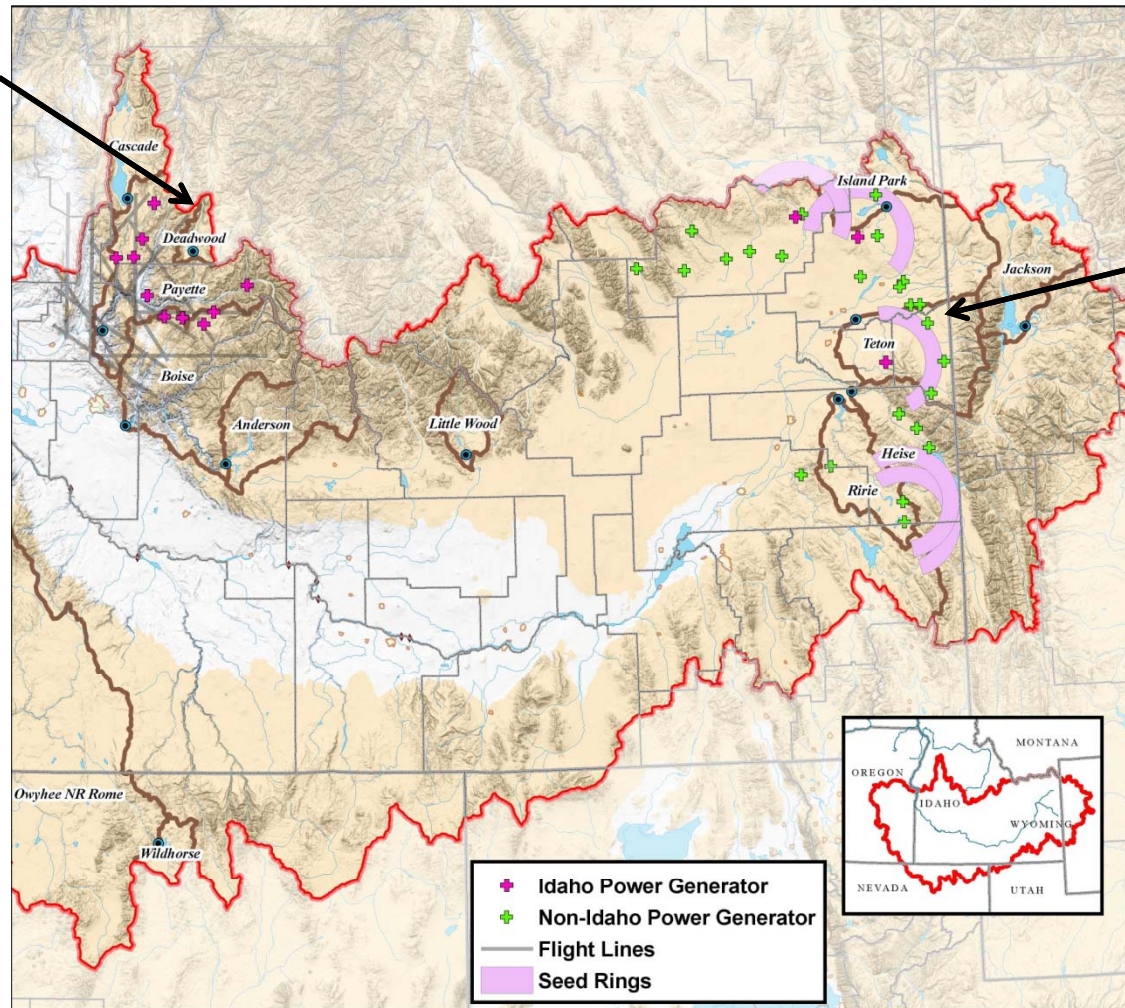 Cascade
Island Park
Deadwood
Jackson
Payette
Teton
Boise
Anderson
Little Wood
Heise
Ririe
Owyhee NR Rome
Wildhorse
MONTANA
OREGON
IDAHO
WYOMING
NEVADA
UTAH
Idaho Power Generator
Non-Idaho Power Generator
Flight Lines
Seed Rings